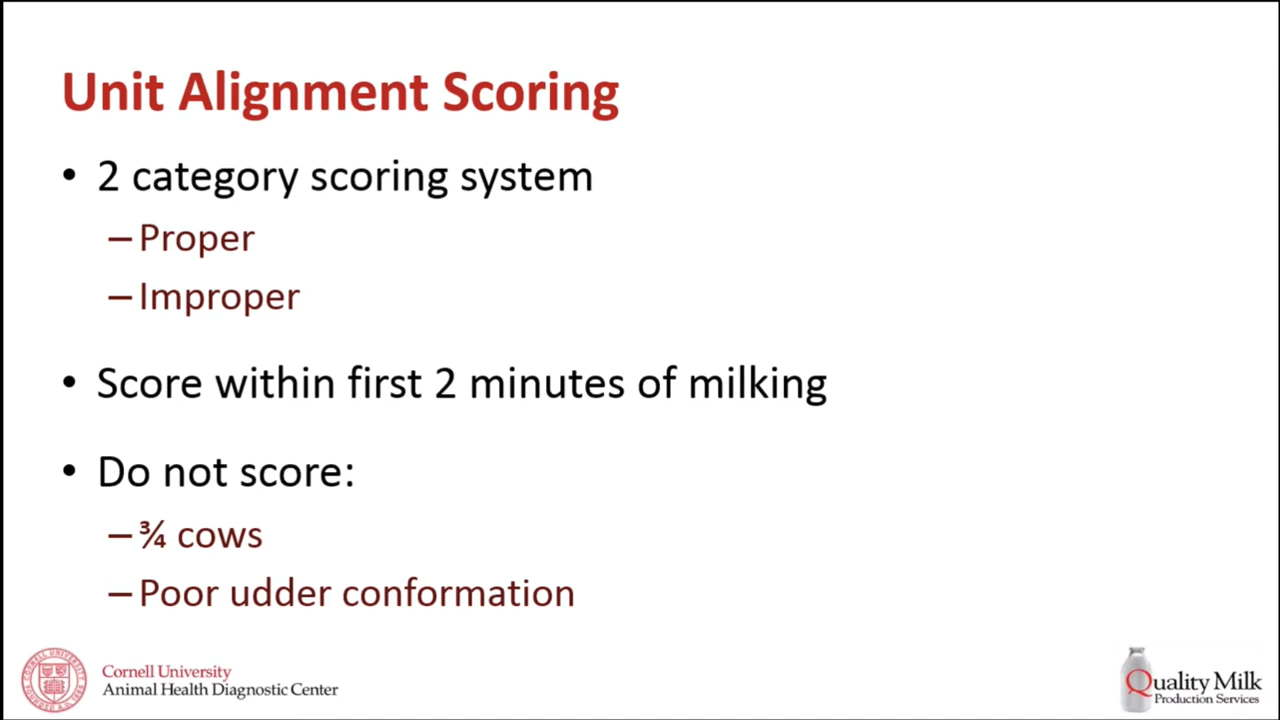 Unit Alignment Scoring
• 2 category scoring system
– Proper
– Improper
• Score within first 2 minutes of milking
• Do not score:
– ¾ cows
– Poor udder conformation
Cornell University
Animal Health Diagnostic Center
Quality Milk
Production Services